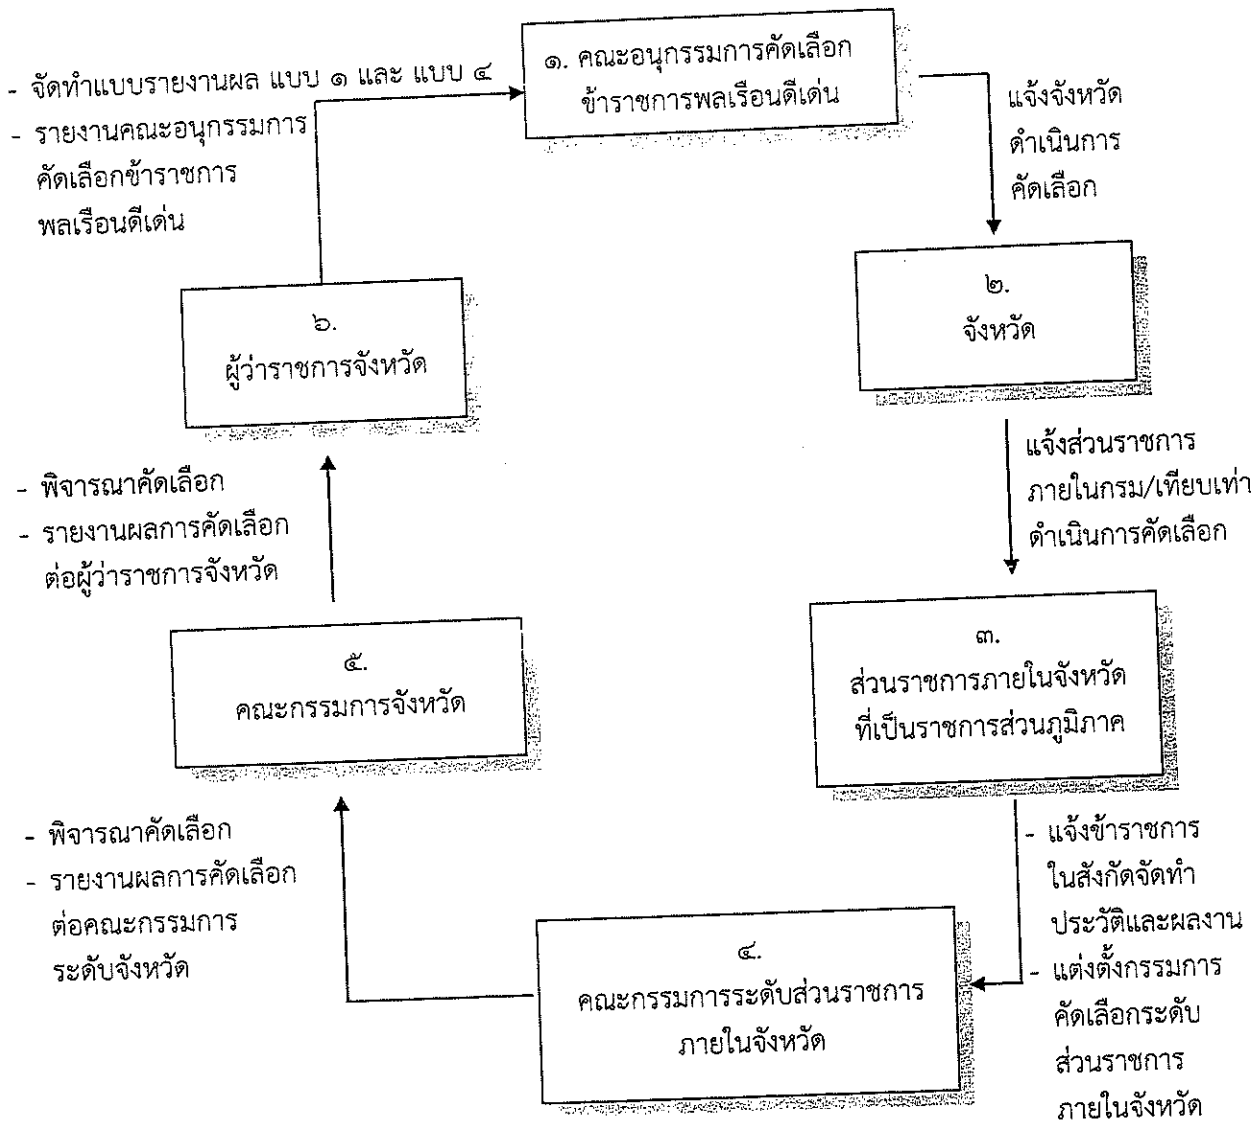 ๑. คณะอนุกรรมการคัดเลือก
ข้าราชการพลเรือนดีเด่น
แจ้งจังหวัด
ดำเนินการ
คัดเลือก
๒.
จังหวัด
แจ้งส่วนราชการ
ภายในกรม/เทียบเท่า
ดำเนินการคัดเลือก
๓.
ส่วนราชการภายในจังหวัด
ที่เป็นราชการส่วนภูมิภาค
- แจ้งข้าราชการ
ในสังกัดจัดทำ
ประวัติและผลงาน
- แต่งตั้งกรรมการ
คัดเลือกระดับ
ส่วนราชการ
ภายในจังหวัด
๔.
คณะกรรมการระดับส่วนราชการ
ภายในจังหวัด
- พิจารณาคัดเลือก
- รายงานผลการคัดเลือก
ต่อคณะกรรมการ
ระดับจังหวัด
๕.
คณะกรรมการจังหวัด
- พิจารณาคัดเลือก
- รายงานผลการคัดเลือก
ต่อผู้ว่าราชการจังหวัด
๖.
ผู้ว่าราชการจังหวัด
- จัดทำแบบรายงานผล แบบ ๑ และ แบบ ๔
- รายงานคณะอนุกรรมการ
คัดเลือกข้าราชการ
พลเรือนดีเด่น